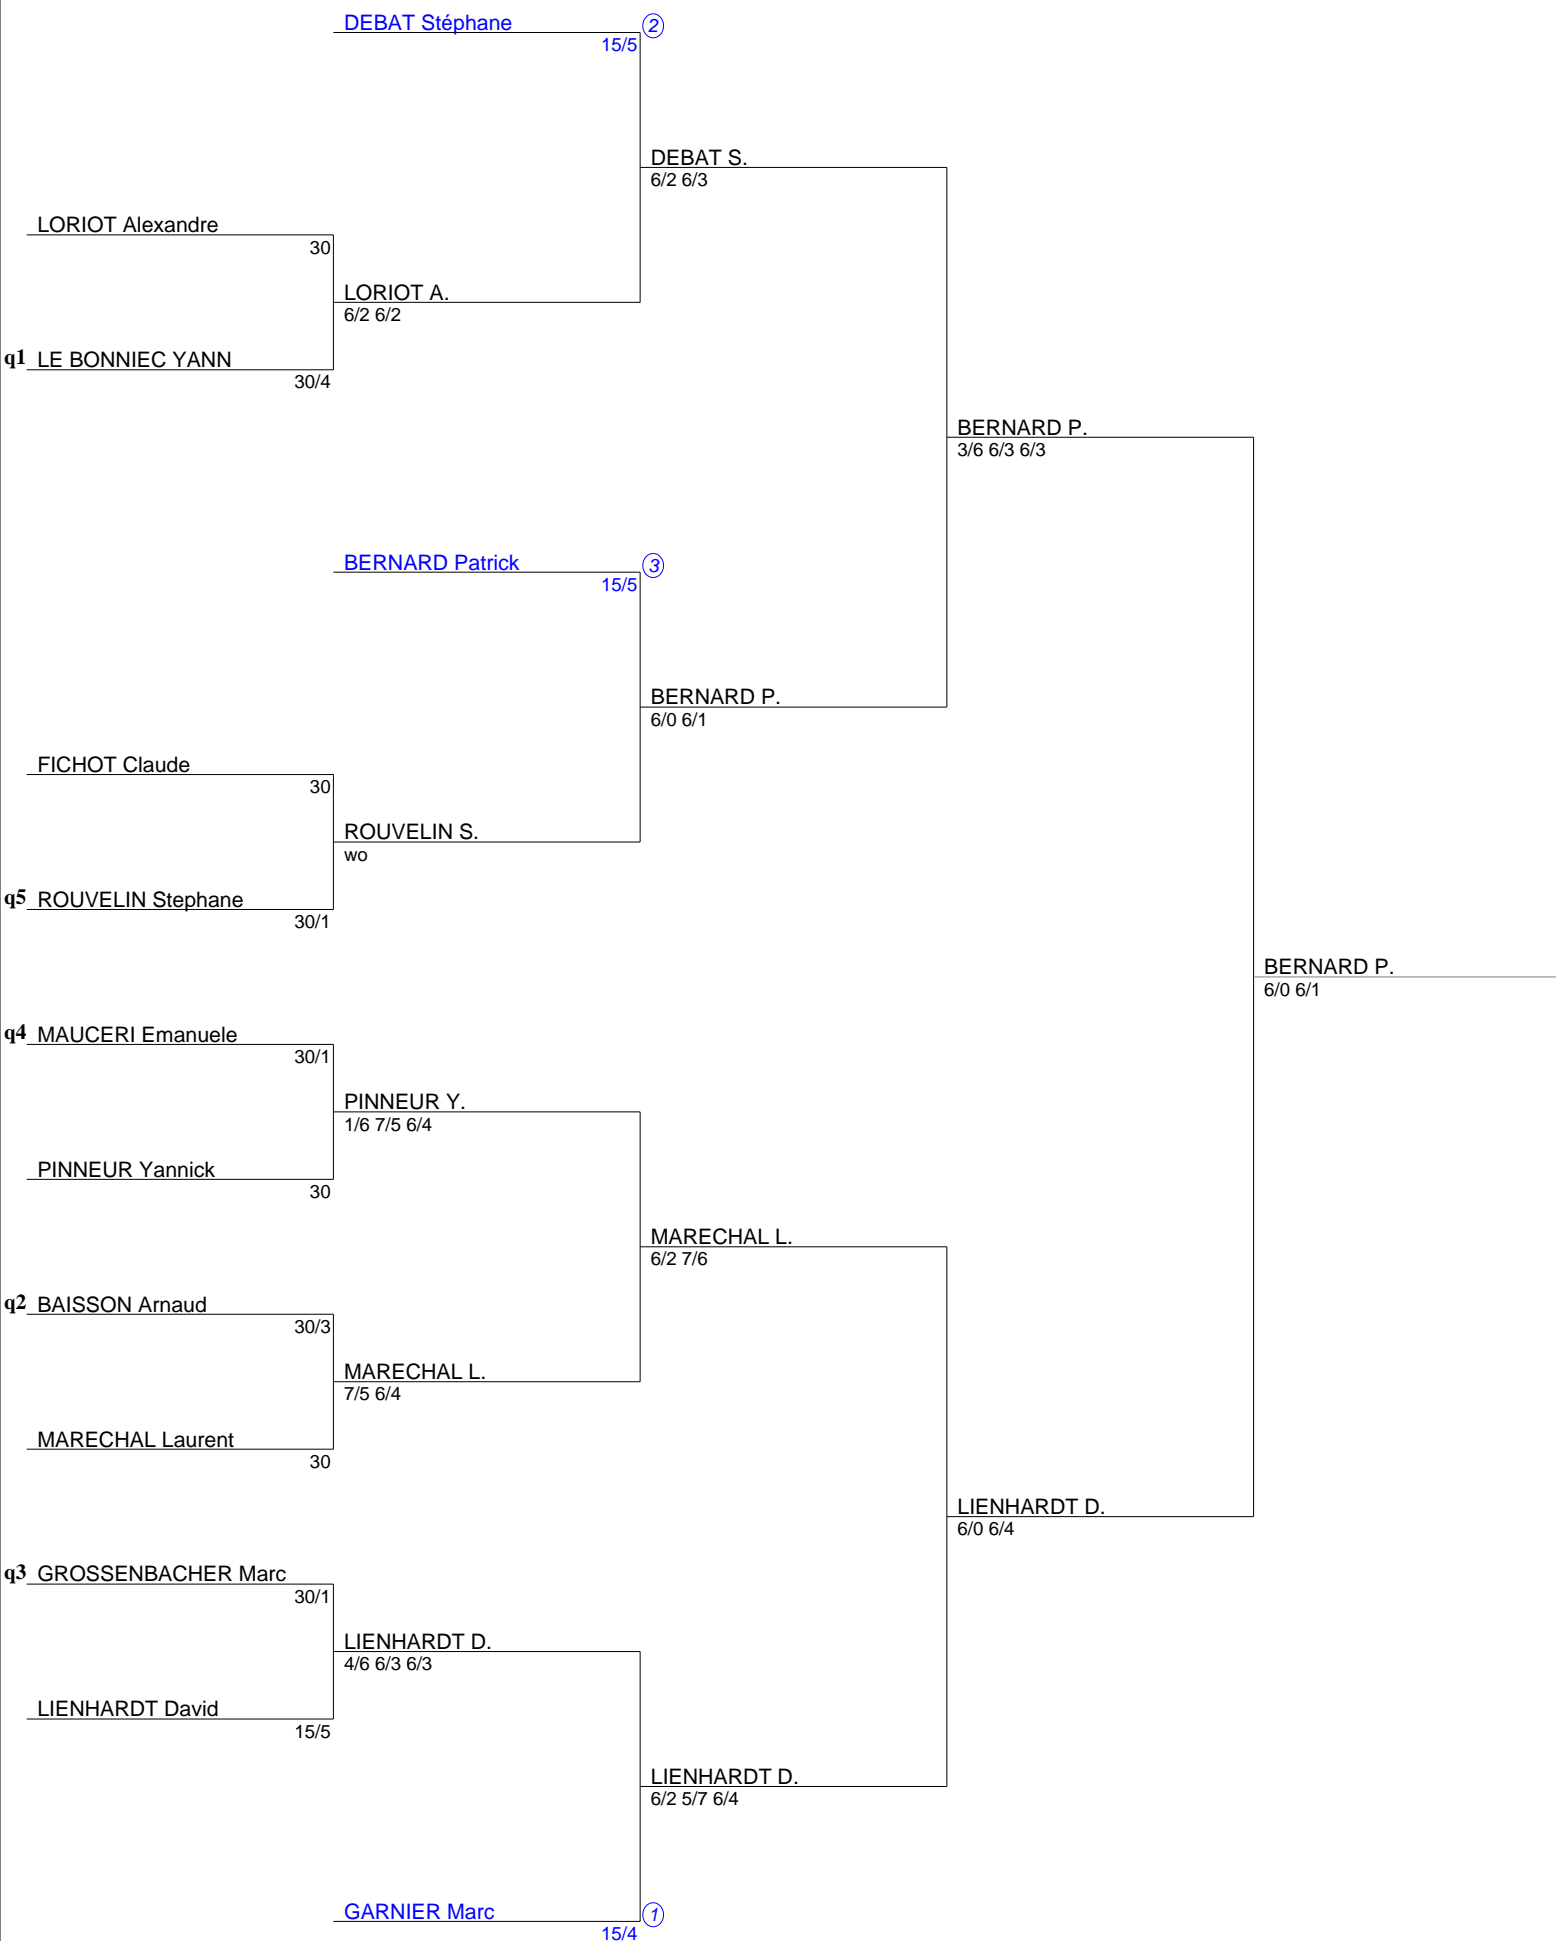 DEBAT Stéphane 2
15/5
DEBAT S.
6/2 6/3
LORIOT Alexandre
30
LORIOT A.
6/2 6/2
q1 LE BONNIEC YANN
30/4
BERNARD P.
3/6 6/3 6/3
BERNARD Patrick 3
15/5
BERNARD P.
6/0 6/1
FICHOT Claude
30
ROUVELIN S.
wo
q5 ROUVELIN Stephane
30/1
BERNARD P.
6/0 6/1
q4 MAUCERI Emanuele
30/1
PINNEUR Y.
1/6 7/5 6/4
PINNEUR Yannick
30
MARECHAL L.
6/2 7/6
q2 BAISSON Arnaud
30/3
MARECHAL L.
7/5 6/4
MARECHAL Laurent
30
LIENHARDT D.
6/0 6/4
q3 GROSSENBACHER Marc
30/1
LIENHARDT D.
4/6 6/3 6/3
LIENHARDT David
15/5
LIENHARDT D.
6/2 5/7 6/4
GARNIER Marc 1
15/4